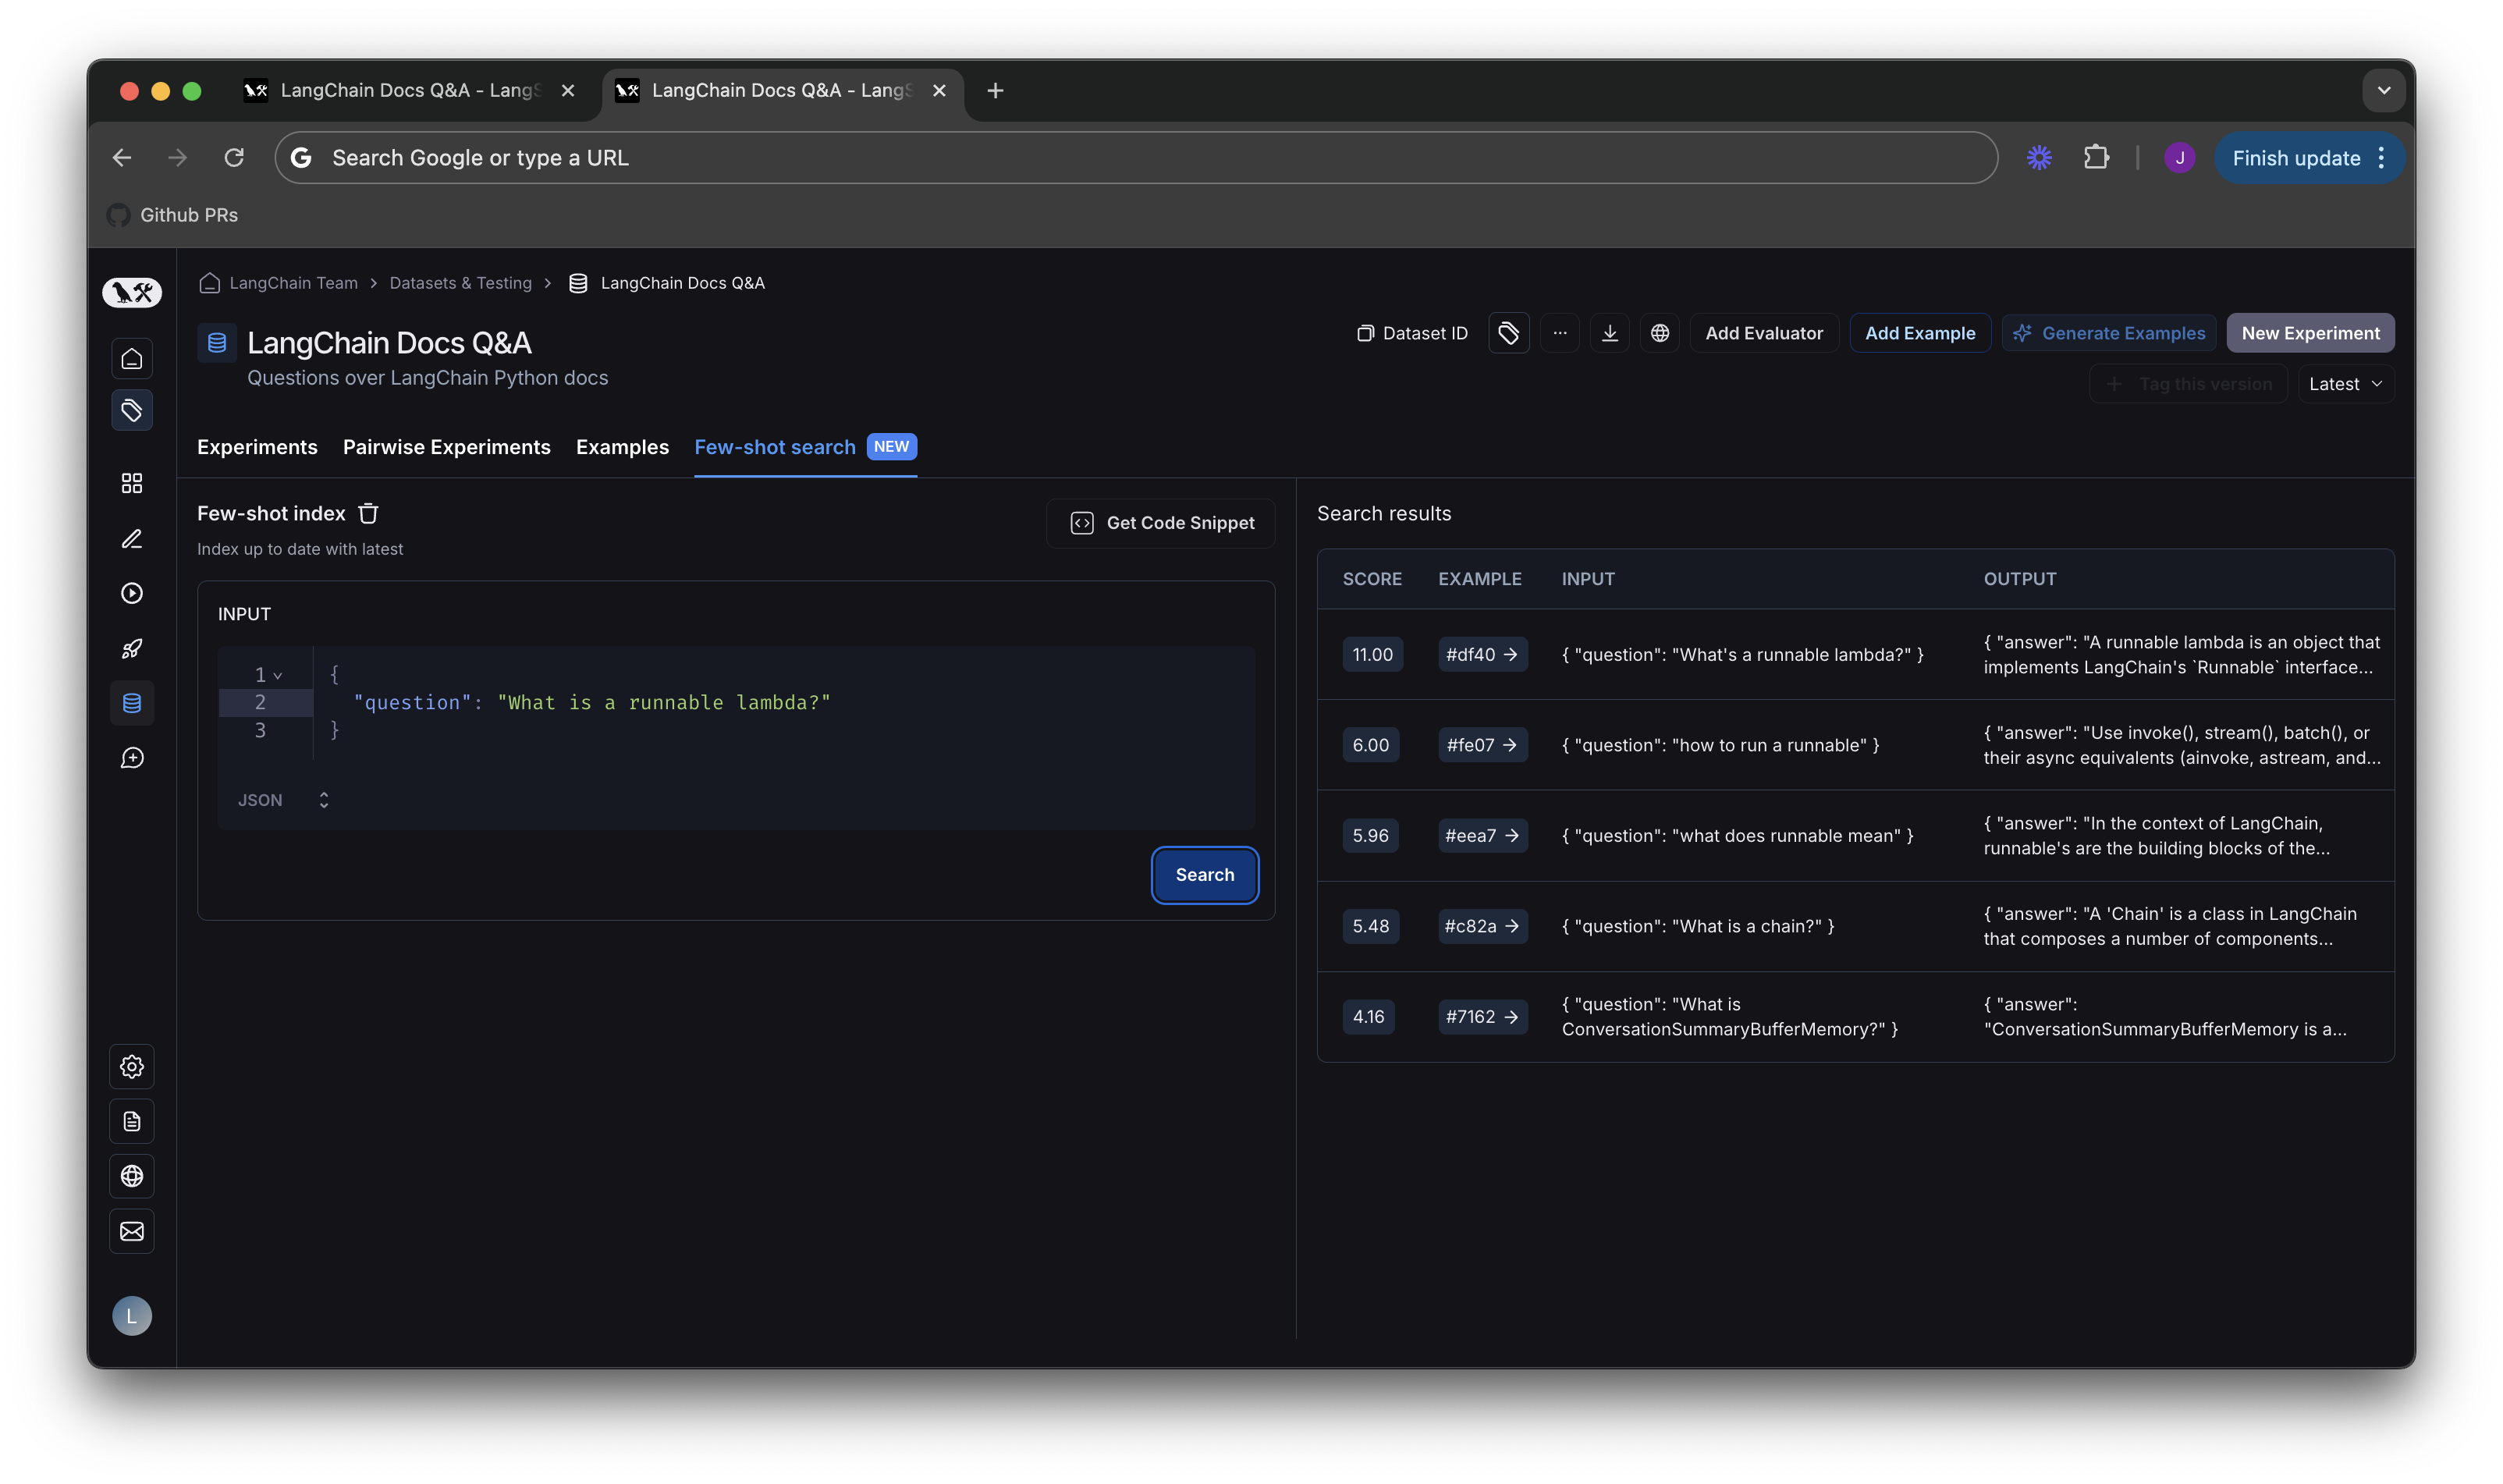 LangChain Docs Q&A - Lang
LangChain Docs Q&A - Lang
Search Google or type a URL
J
Finish update
Github PRs
LangChain Team
Datasets & Testing
LangChain Docs Q&A
LangChain Docs Q&A
Questions over LangChain Python docs
Dataset ID
Add Evaluator
Add Example
Generate Examples
New Experiment
Tag this version
Latest
Experiments
Pairwise Experiments
Examples
Few-shot search NEW
Few-shot index
Index up to date with latest
Get Code Snippet
INPUT
1 {
2 "question": "What is a runnable lambda?"
3 }
JSON
Search
Search results
SCORE EXAMPLE INPUT OUTPUT
11.00 #df40 → { "question": "What's a runnable lambda?" }
{ "answer": "A runnable lambda is an object that
implements LangChain's `Runnable` interface...
6.00 #fe07 → { "question": "how to run a runnable" }
{ "answer": "Use invoke(), stream(), batch(), or
their async equivalents (ainvoke, astream, and...
5.96 #eea7 → { "question": "what does runnable mean" }
{ "answer": "In the context of LangChain,
runnable's are the building blocks of the...
5.48 #c82a → { "question": "What is a chain?" }
{ "answer": "A 'Chain' is a class in LangChain
that composes a number of components...
4.16 #7162 → { "question": "What is
ConversationSummaryBufferMemory?" }
{ "answer":
"ConversationSummaryBufferMemory is a...
L